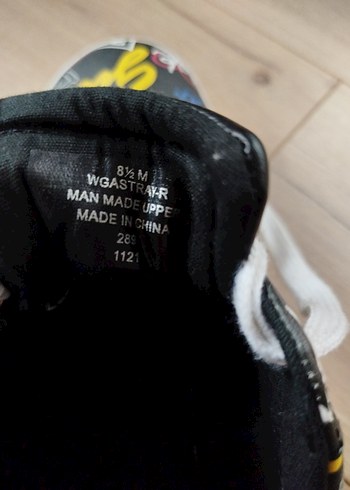 8½ M
WGASTRAY-R
MAN MADE UPPER
MADE IN CHINA
289
1121